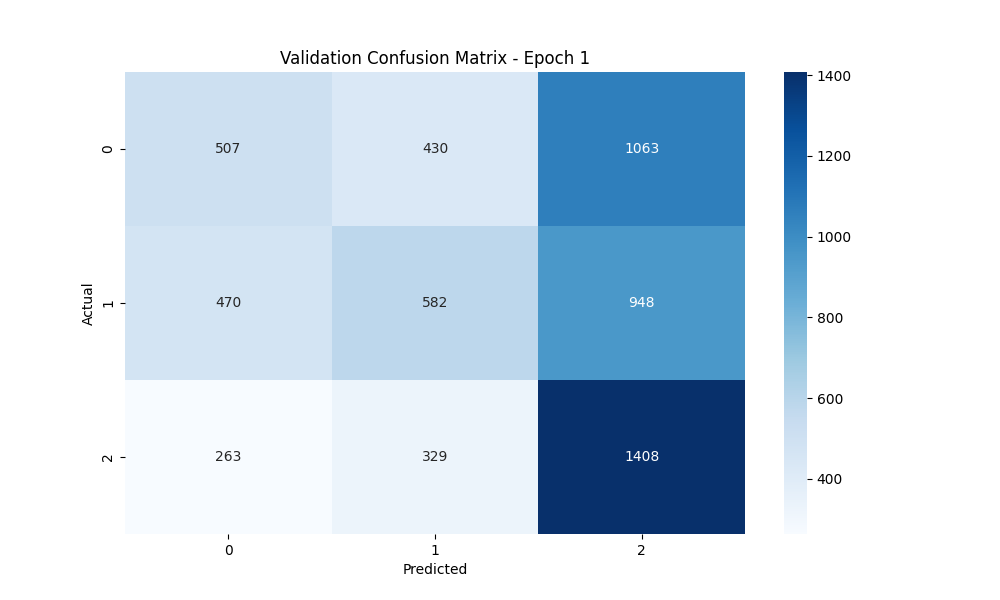 Validation Confusion Matrix - Epoch 1
0 507 430 1063
1 470 582 948
2 263 329 1408
0 1 2
Actual
Predicted
1400
1200
1000
800
600
400